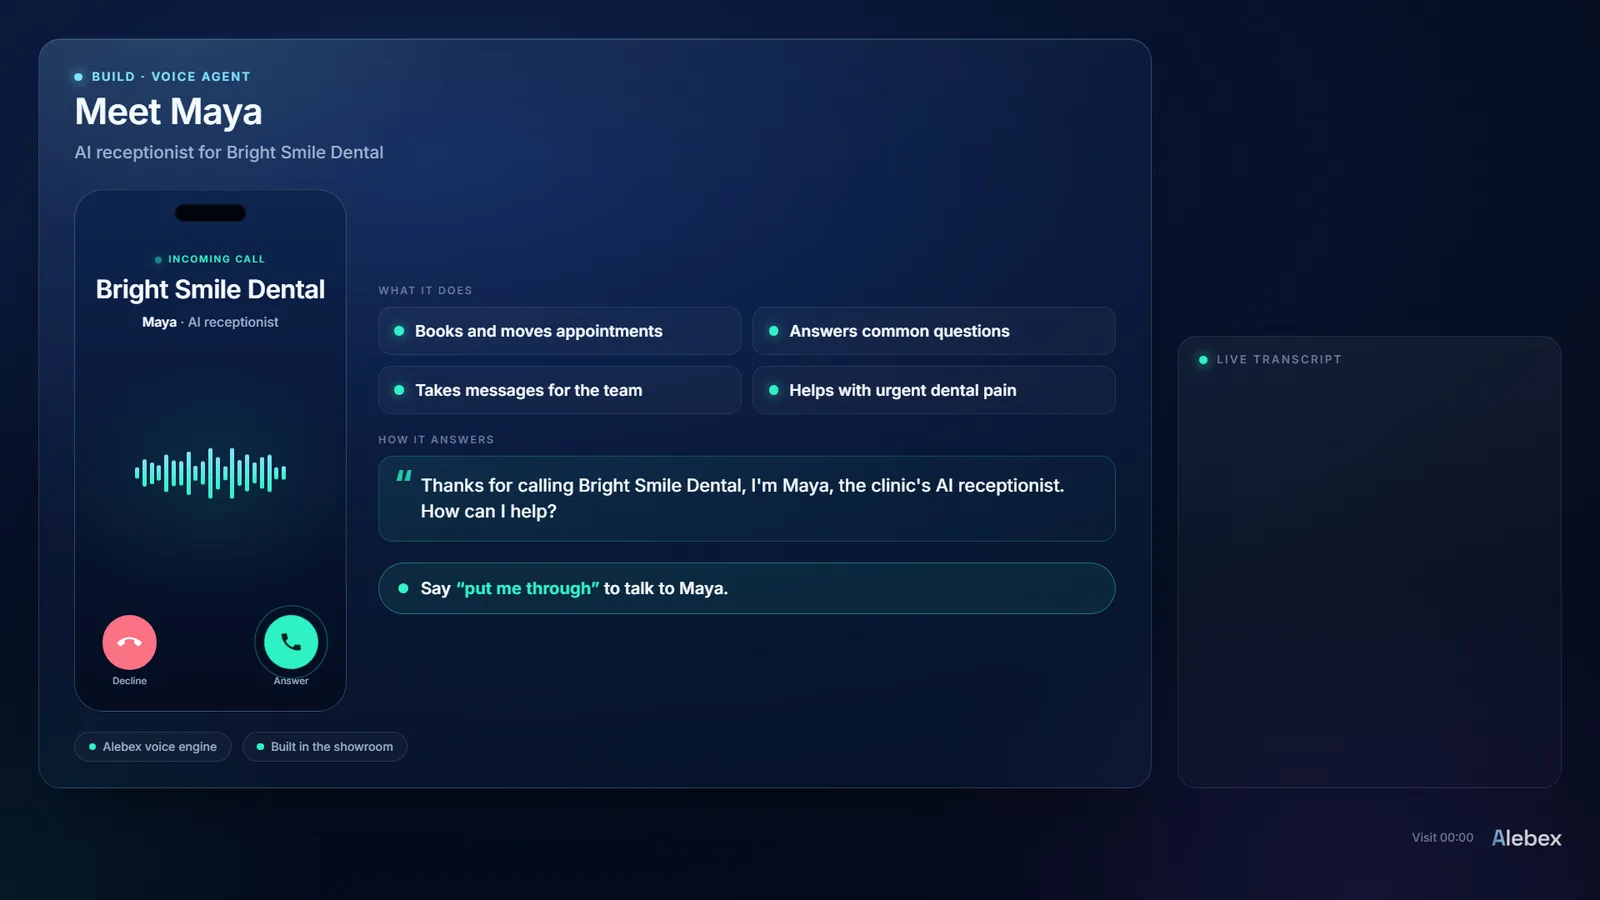 BUILD · VOICE AGENT
Meet Maya
AI receptionist for Bright Smile Dental
INCOMING CALL
Bright Smile Dental
Maya · AI receptionist
Decline
Answer
WHAT IT DOES
Books and moves appointments
Answers common questions
Takes messages for the team
Helps with urgent dental pain
HOW IT ANSWERS
“ Thanks for calling Bright Smile Dental, I'm Maya, the clinic's AI receptionist.
How can I help?
Say “put me through” to talk to Maya.
Alebex voice engine
Built in the showroom
LIVE TRANSCRIPT
Visit 00:00
Alebex